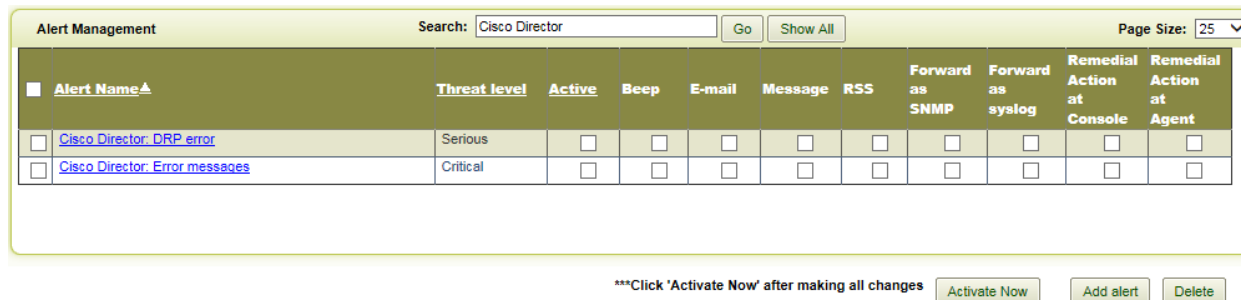 Alert Management Search: Cisco Director Go Show All Page Size: 25
Alert Name Threat level Active Beep E-mail Message RSS Forward as SNMP Forward as syslog Remedial Action at Console Remedial Action at Agent
Cisco Director: DRP error Serious
Cisco Director: Error messages Critical
***Click 'Activate Now' after making all changes Activate Now Add alert Delete